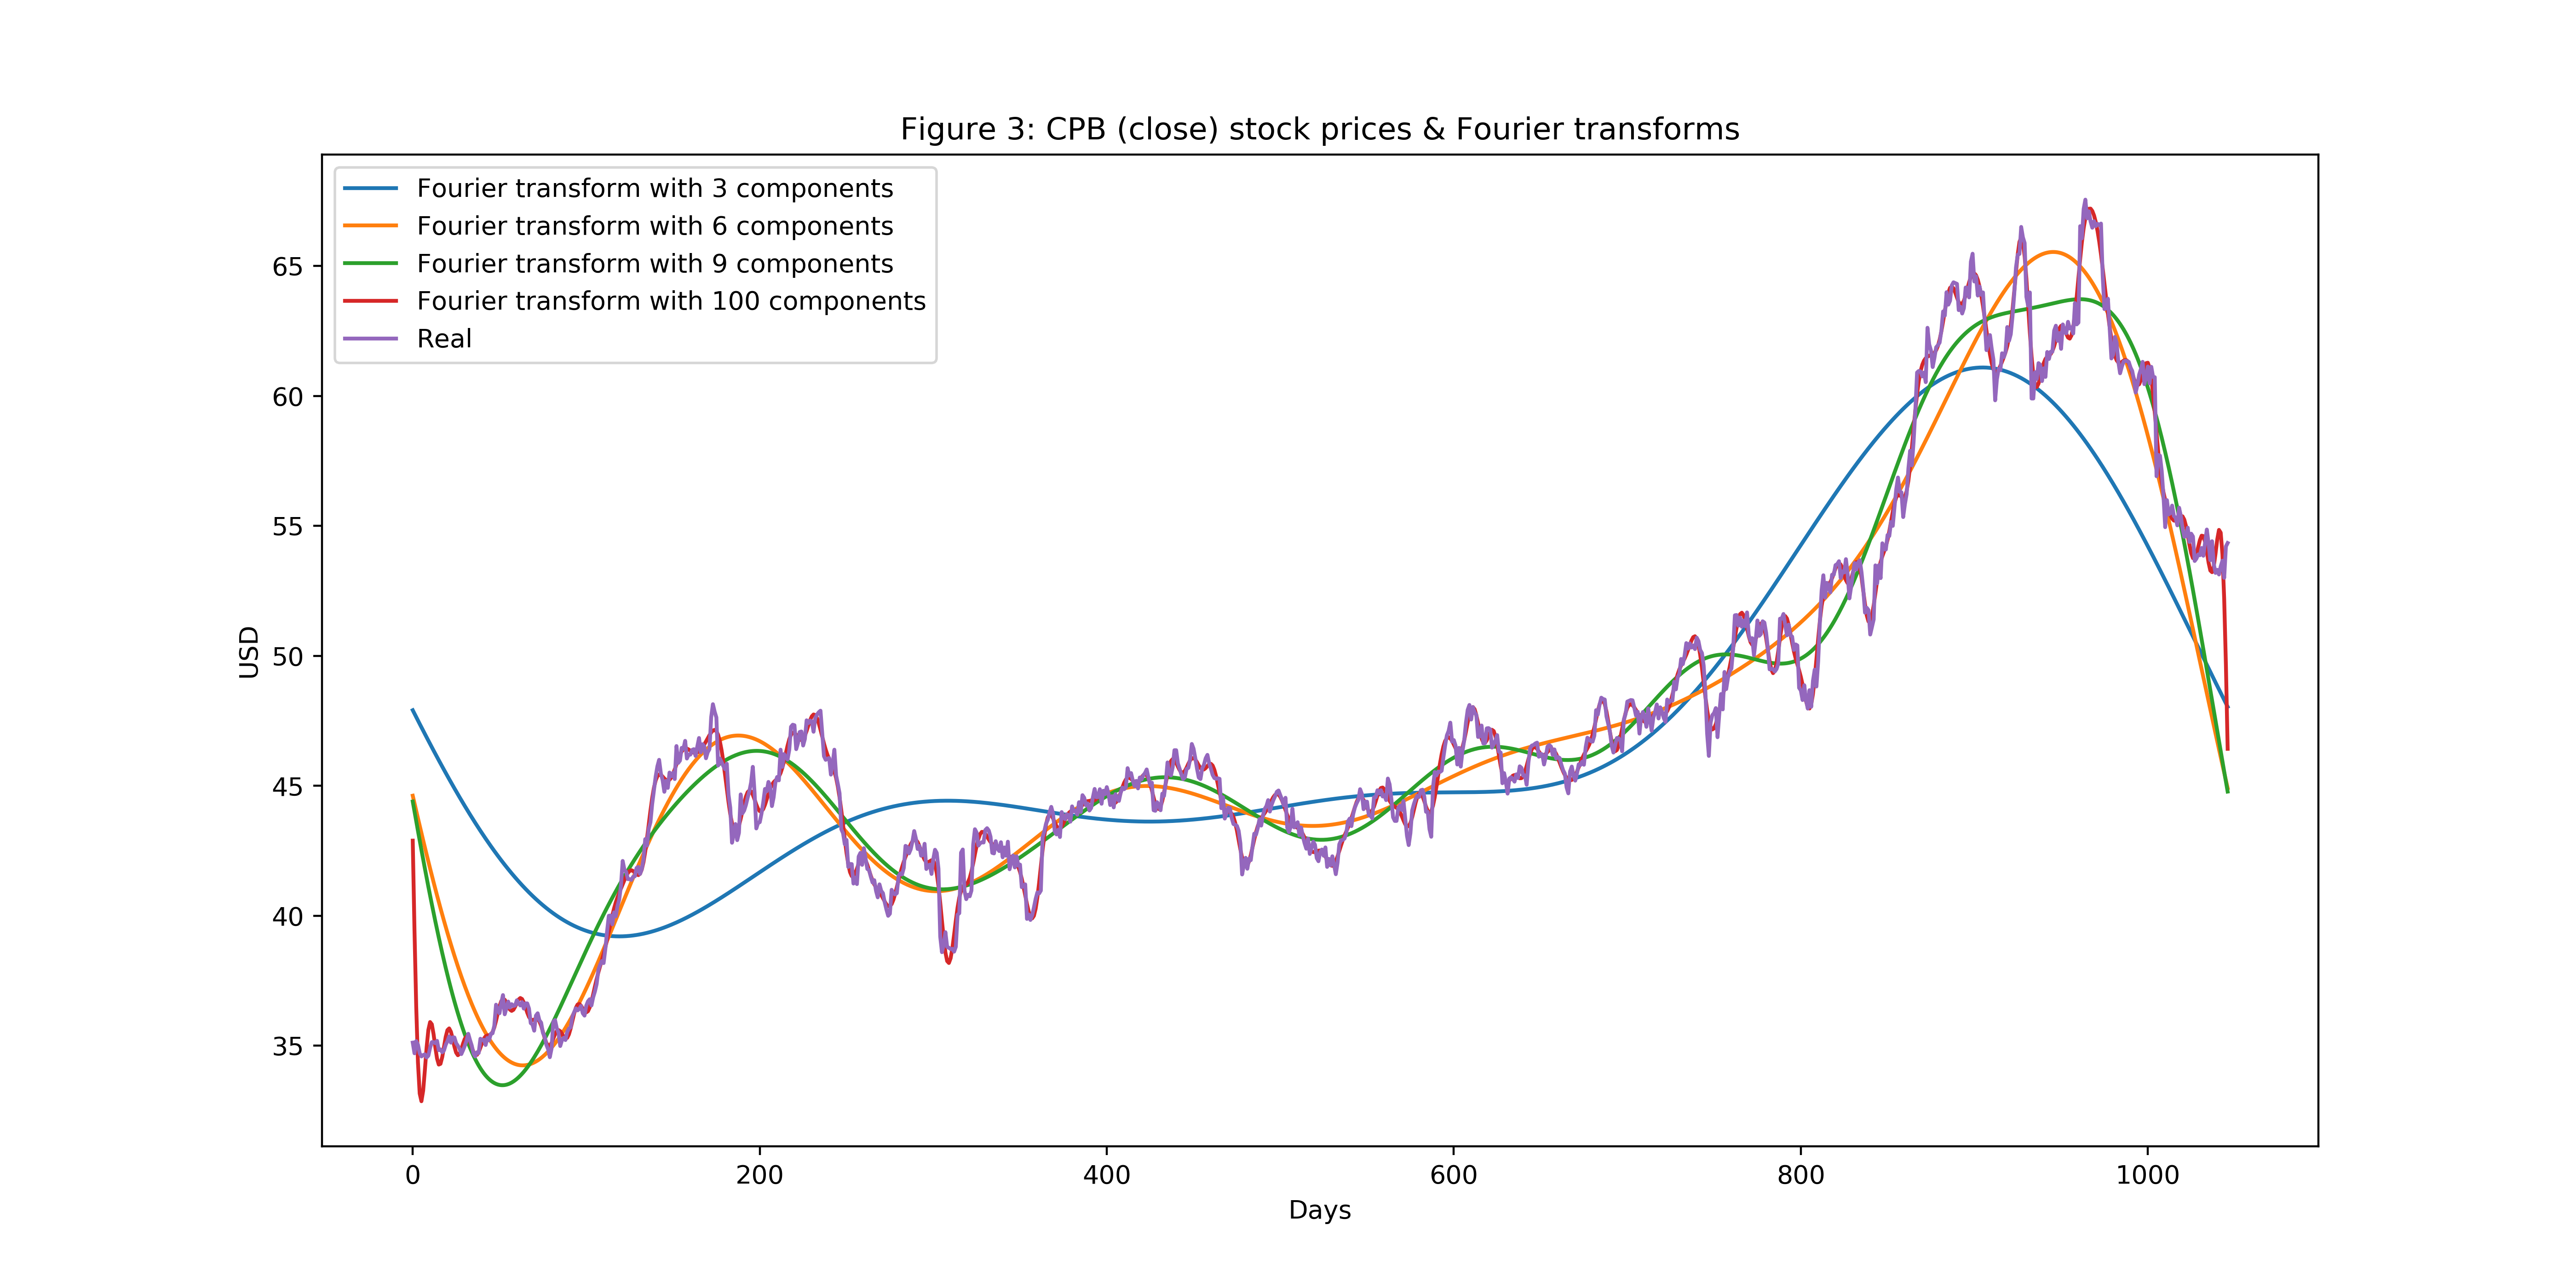 Figure 3: CPB (close) stock prices & Fourier transforms
Fourier transform with 3 components
Fourier transform with 6 components
Fourier transform with 9 components
Fourier transform with 100 components
Real
65
60
55
50
45
40
35
USD
0 200 400 600 800 1000
Days